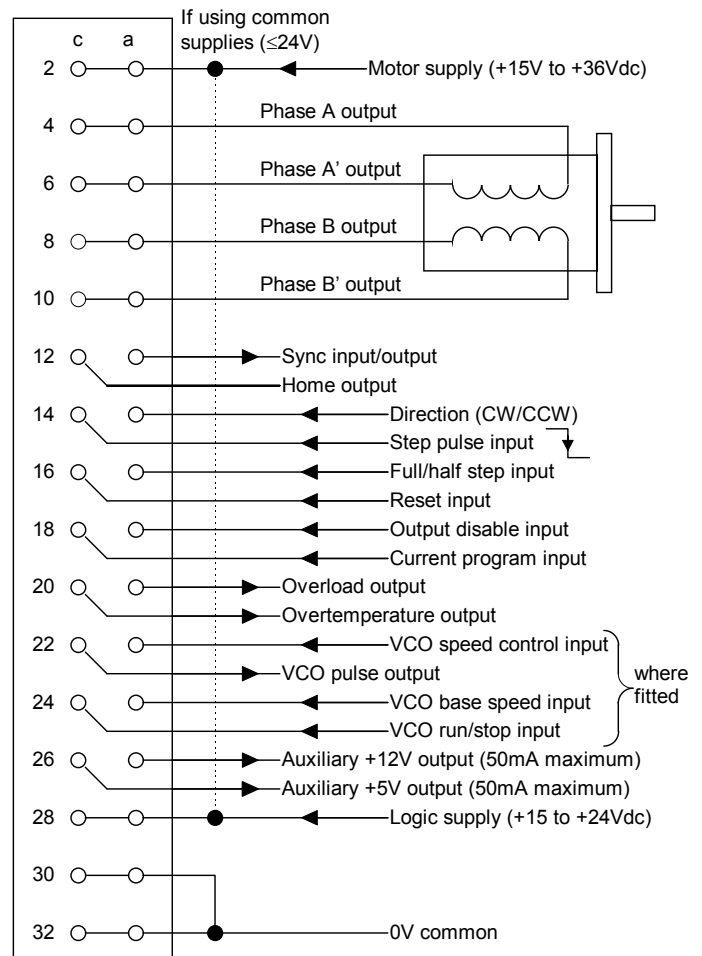 If using common
c a supplies (≤24V)
2 Motor supply (+15V to +36Vdc)
4 Phase A output
6 Phase A’ output
8 Phase B output
10 Phase B’ output
12 Sync input/output
Home output
14 Direction (CW/CCW)
Step pulse input
16 Full/half step input
Reset input
18 Output disable input
Current program input
20 Overload output
Overtemperature output
22 VCO speed control input
VCO pulse output where
24 VCO base speed input fitted
VCO run/stop input
26 Auxiliary +12V output (50mA maximum)
Auxiliary +5V output (50mA maximum)
28 Logic supply (+15 to +24Vdc)
30
32 0V common